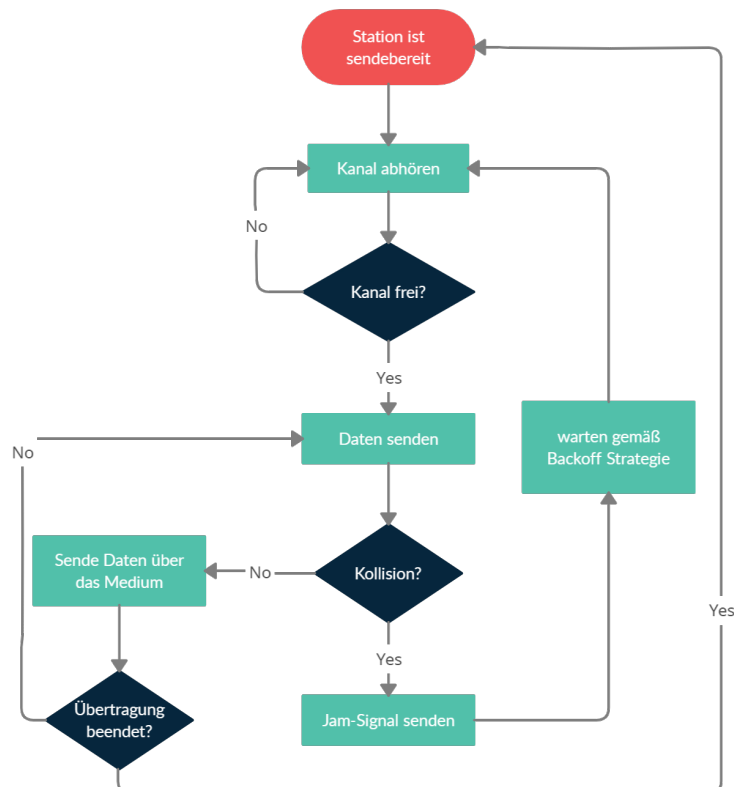 Station ist
sendebereit
Kanal abhören
No
Kanal frei?
Yes
Daten senden
warten gemäß
Backoff Strategie
No
Sende Daten über
das Medium
No
Kollision?
Yes
Yes
Jam-Signal senden
Übertragung
beendet?